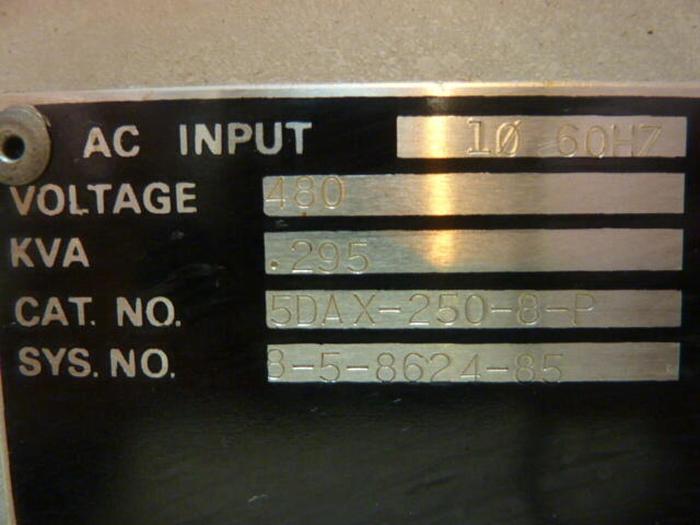 AC INPUT 1Ø 60HZ
VOLTAGE 480
KVA .295
CAT. NO. 5DAX-250-8-P
SYS. NO. 8-5-8624-85